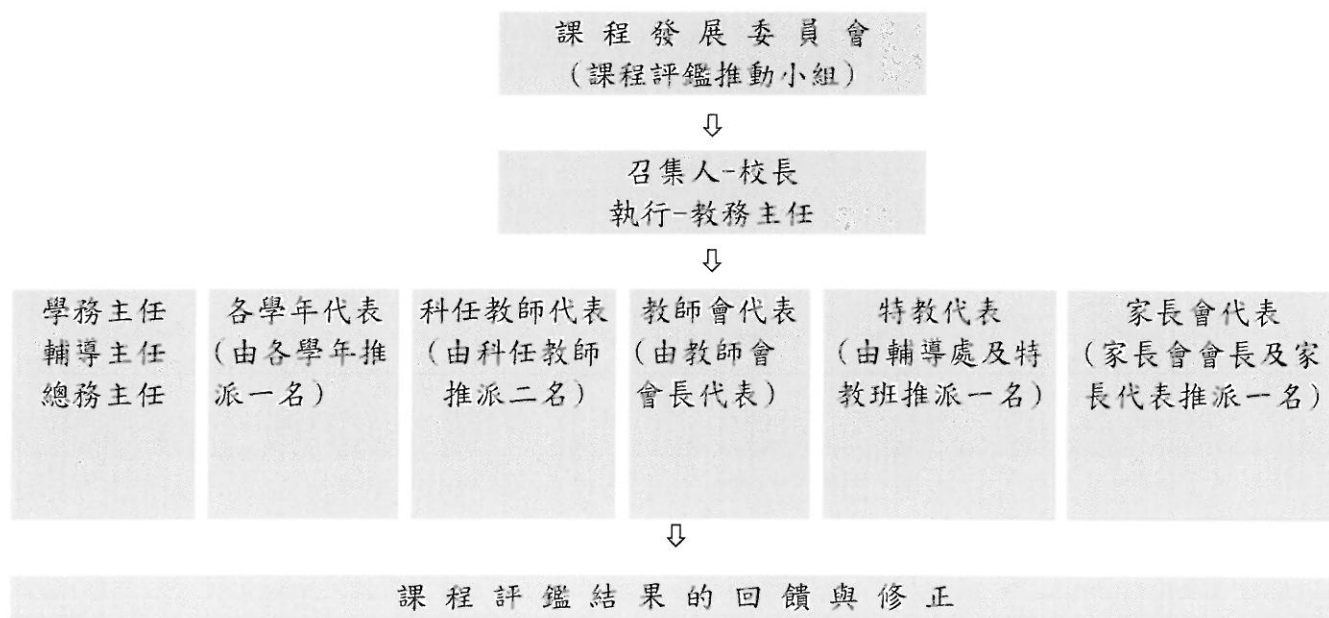 課程發展委員會
(課程評鑑推動小組)
⇩
召集人-校長
執行-教務主任
⇩
學務主任
輔導主任
總務主任
各學年代表
(由各學年推
派一名)
科任教師代表
(由科任教師
推派二名)
教師會代表
(由教師會
會長代表)
特教代表
(由輔導處及特
教班推派一名)
家長會代表
(家長會會長及家
長代表推派一名)
⇩
課程評鑑結果的回饋與修正